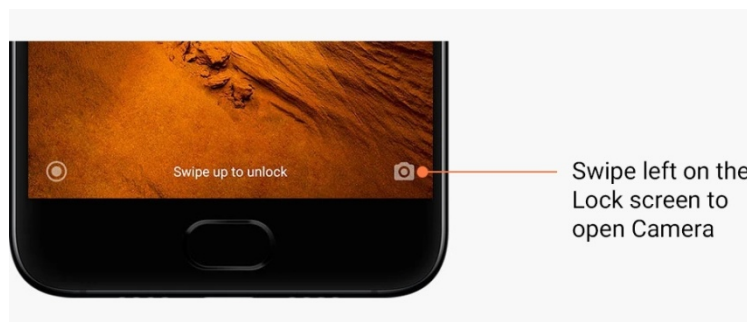 Swipe up to unlock
Swipe left on the
Lock screen to
open Camera